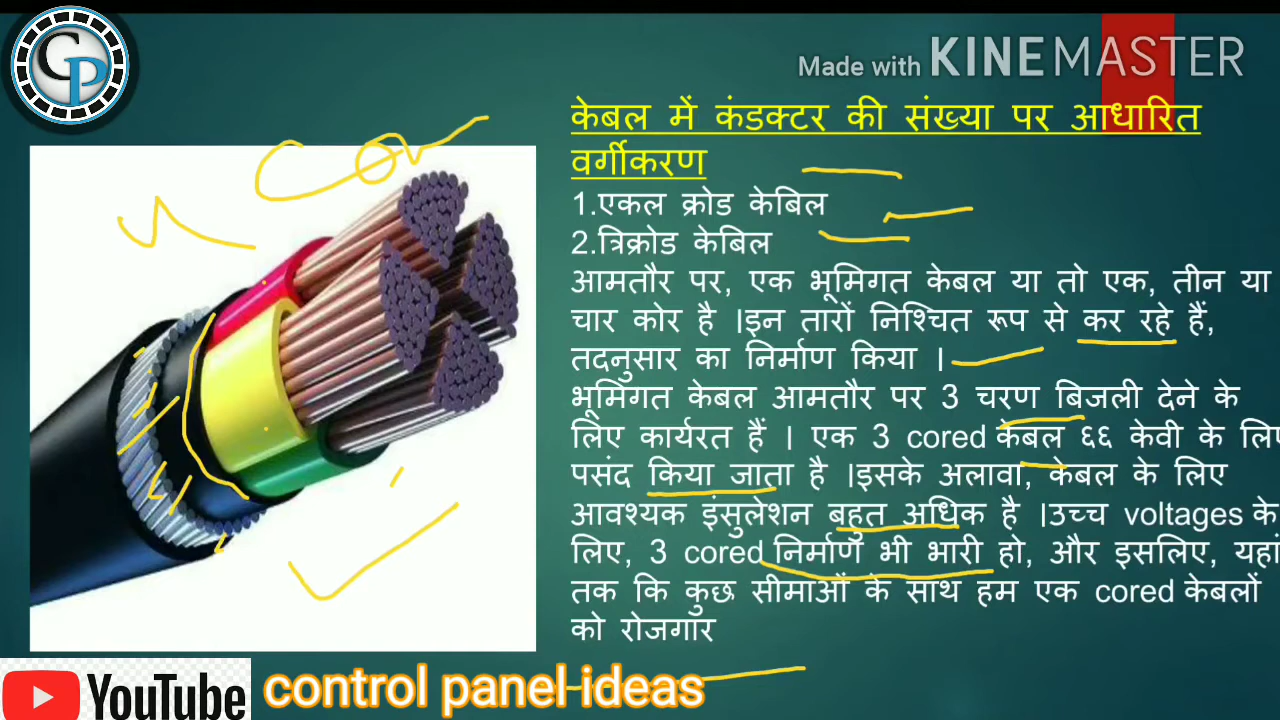 CP
Made with KINEMASTER
केबल में कंडक्टर की संख्या पर आधारित
वर्गीकरण
1.एकल क्रोड केबिल
2.त्रिक्रोड केबिल
आमतौर पर, एक भूमिगत केबल या तो एक, तीन या
चार कोर है ।इन तारों निश्चित रूप से कर रहे हैं,
तदनुसार का निर्माण किया ।
भूमिगत केबल आमतौर पर 3 चरण बिजली देने के
लिए कार्यरत हैं । एक 3 cored केबल ६६ केवी के लिए
पसंद किया जाता है ।इसके अलावा, केबल के लिए
आवश्यक इंसुलेशन बहुत अधिक है ।उच्च voltages के
लिए, 3 cored निर्माण भी भारी हो, और इसलिए, यहां
तक कि कुछ सीमाओं के साथ हम एक cored केबलों
को रोजगार
YouTube control panel ideas